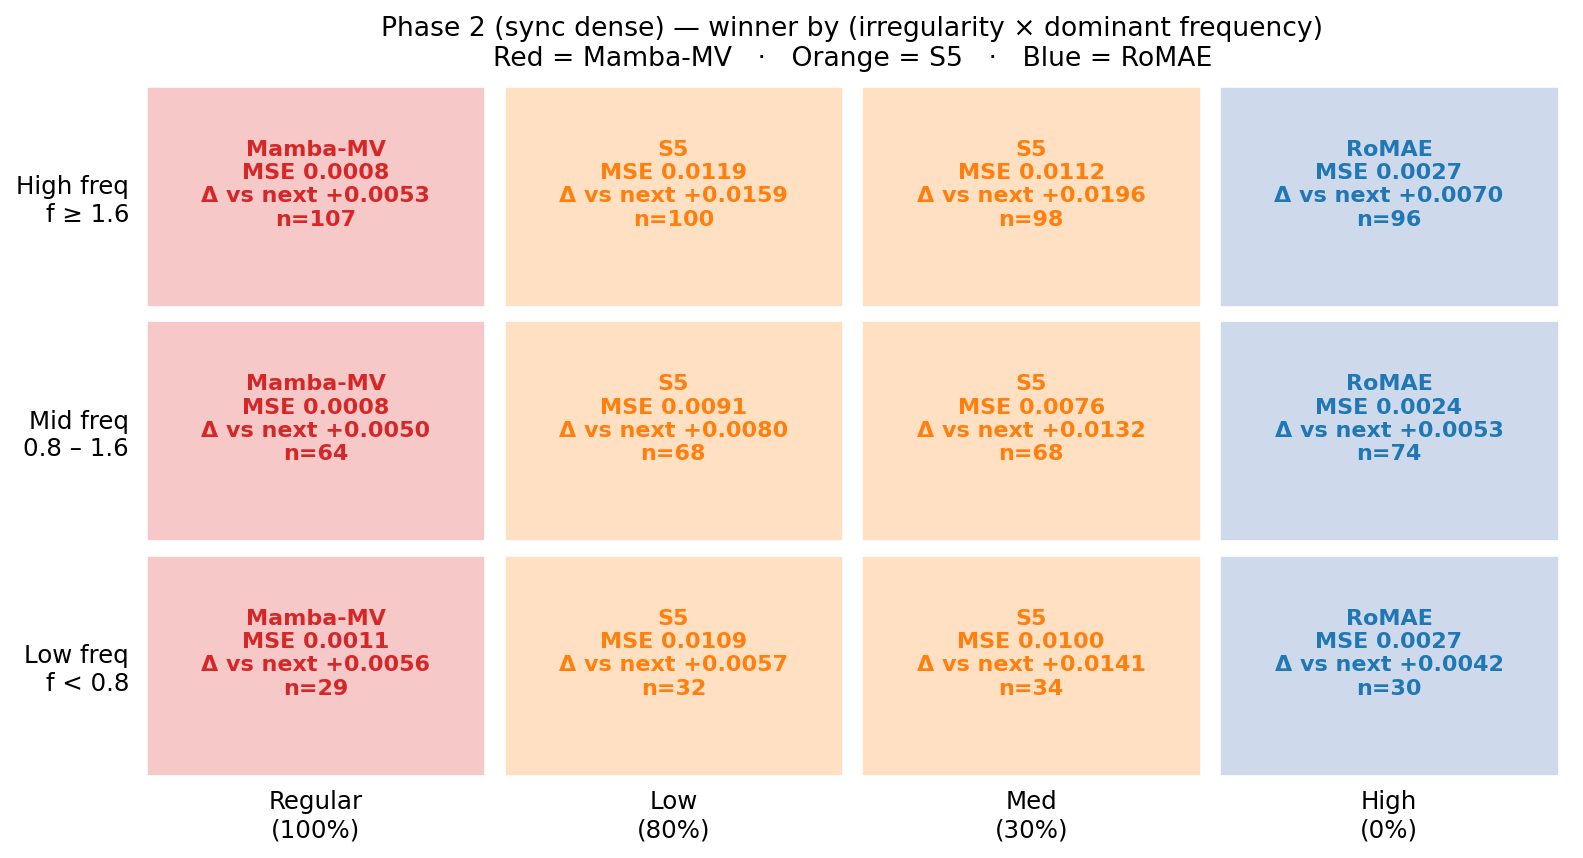 Phase 2 (sync dense) — winner by (irregularity × dominant frequency)
Red = Mamba-MV · Orange = S5 · Blue = RoMAE
High freq
f ≥ 1.6
Mamba-MV
MSE 0.0008
Δ vs next +0.0053
n=107
S5
MSE 0.0119
Δ vs next +0.0159
n=100
S5
MSE 0.0112
Δ vs next +0.0196
n=98
RoMAE
MSE 0.0027
Δ vs next +0.0070
n=96
Mid freq
0.8 – 1.6
Mamba-MV
MSE 0.0008
Δ vs next +0.0050
n=64
S5
MSE 0.0091
Δ vs next +0.0080
n=68
S5
MSE 0.0076
Δ vs next +0.0132
n=68
RoMAE
MSE 0.0024
Δ vs next +0.0053
n=74
Low freq
f < 0.8
Mamba-MV
MSE 0.0011
Δ vs next +0.0056
n=29
S5
MSE 0.0109
Δ vs next +0.0057
n=32
S5
MSE 0.0100
Δ vs next +0.0141
n=34
RoMAE
MSE 0.0027
Δ vs next +0.0042
n=30
Regular
(100%)
Low
(80%)
Med
(30%)
High
(0%)